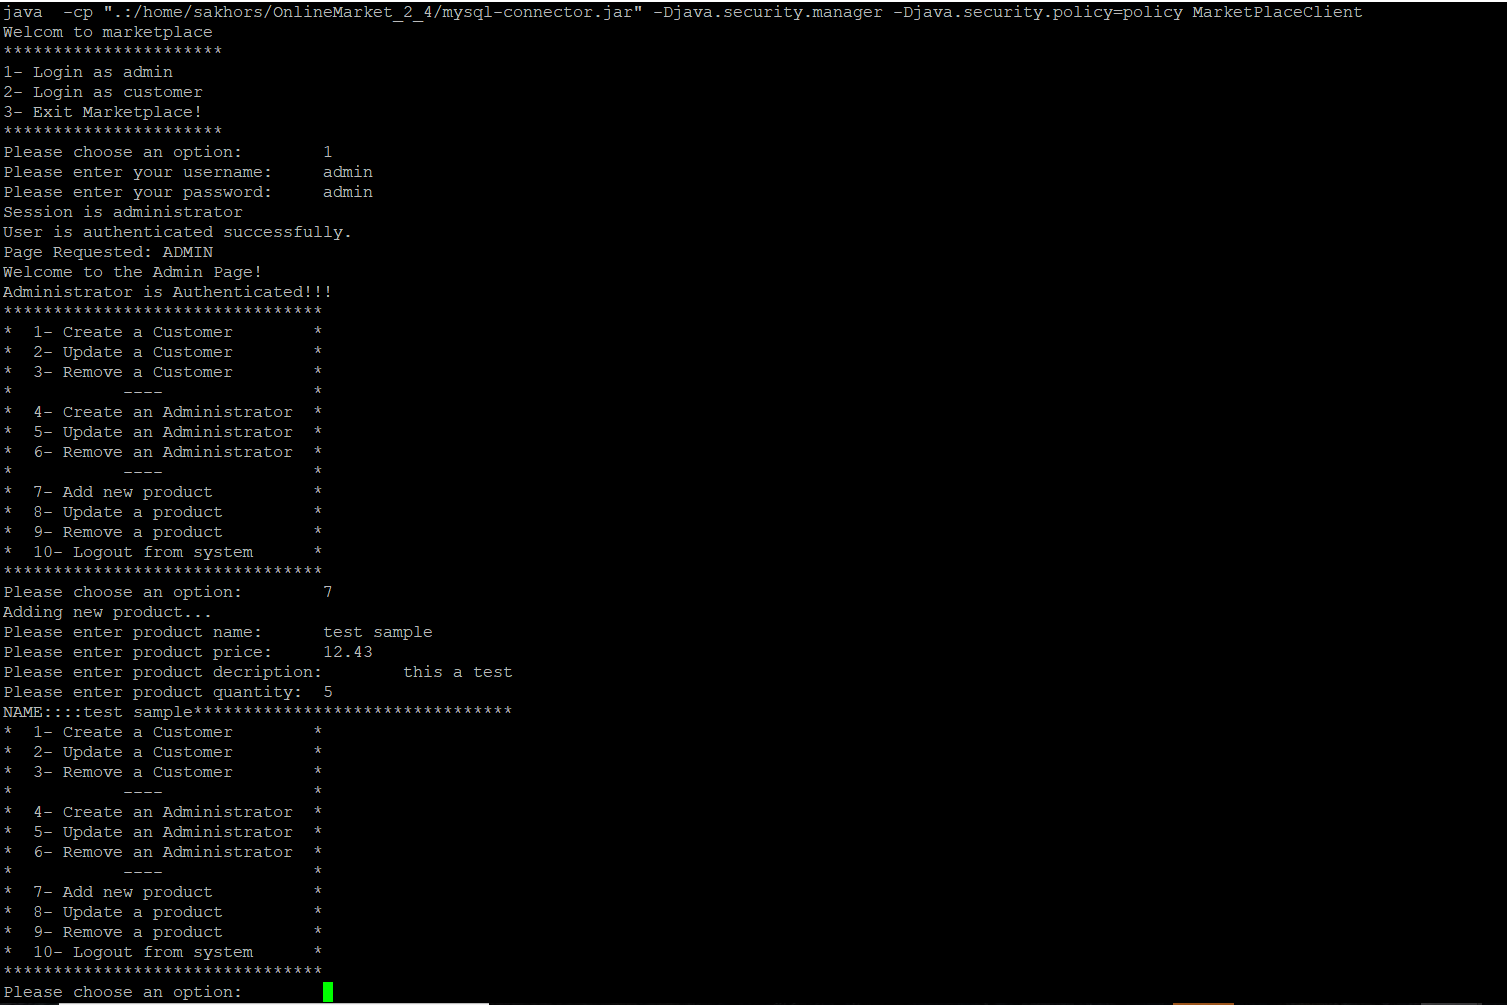 java  -cp ".:/home/sakhors/OnlineMarket_2_4/mysql-connector.jar" -Djava.security.manager -Djava.security.policy=policy MarketPlaceClient
Welcom to marketplace
**********************
1- Login as admin
2- Login as customer
3- Exit Marketplace!
**********************
Please choose an option:        1
Please enter your username:     admin
Please enter your password:     admin
Session is administrator
User is authenticated successfully.
Page Requested: ADMIN
Welcome to the Admin Page!
Administrator is Authenticated!!!
********************************
*  1- Create a Customer        *
*  2- Update a Customer        *
*  3- Remove a Customer        *
*           ----               *
*  4- Create an Administrator  *
*  5- Update an Administrator  *
*  6- Remove an Administrator  *
*           ----               *
*  7- Add new product          *
*  8- Update a product         *
*  9- Remove a product         *
*  10- Logout from system      *
********************************
Please choose an option:        7
Adding new product...
Please enter product name:      test sample
Please enter product price:     12.43
Please enter product decription:        this a test
Please enter product quantity:  5
NAME::::test sample********************************
*  1- Create a Customer        *
*  2- Update a Customer        *
*  3- Remove a Customer        *
*           ----               *
*  4- Create an Administrator  *
*  5- Update an Administrator  *
*  6- Remove an Administrator  *
*           ----               *
*  7- Add new product          *
*  8- Update a product         *
*  9- Remove a product         *
*  10- Logout from system      *
********************************
Please choose an option: